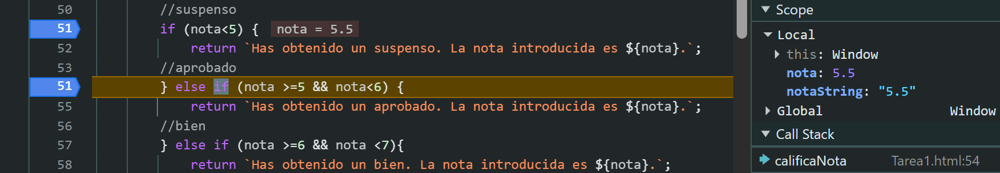 50 //suspenso
51 if (nota<5) { nota = 5.5
52 return `Has obtenido un suspenso. La nota introducida es ${nota}.`;
53 //aprobado
51 } else if (nota >=5 && nota<6) {
55 return `Has obtenido un aprobado. La nota introducida es ${nota}.`;
56 //bien
57 } else if (nota >=6 && nota <7){
58 return `Has obtenido un bien. La nota introducida es ${nota}.`;
Scope
Local
this: Window
nota: 5.5
notaString: "5.5"
Global Window
Call Stack
calificaNota Tarea1.html:54